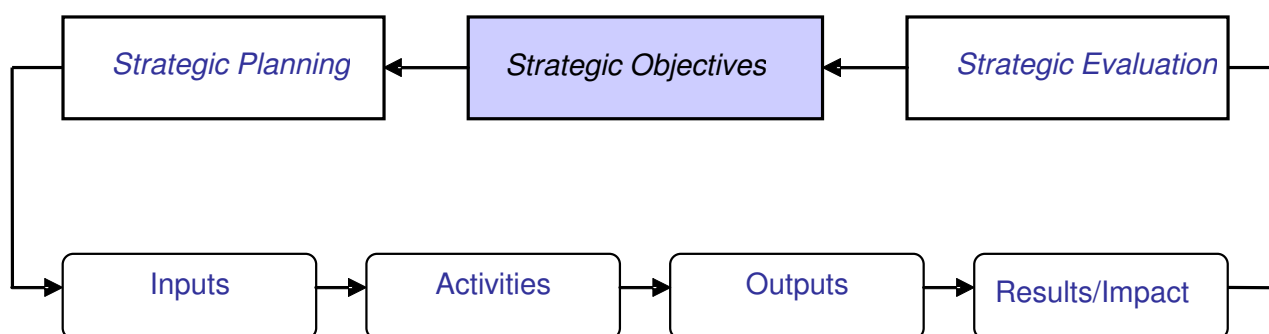 Strategic Planning
Strategic Objectives
Strategic Evaluation
Inputs
Activities
Outputs
Results/Impact